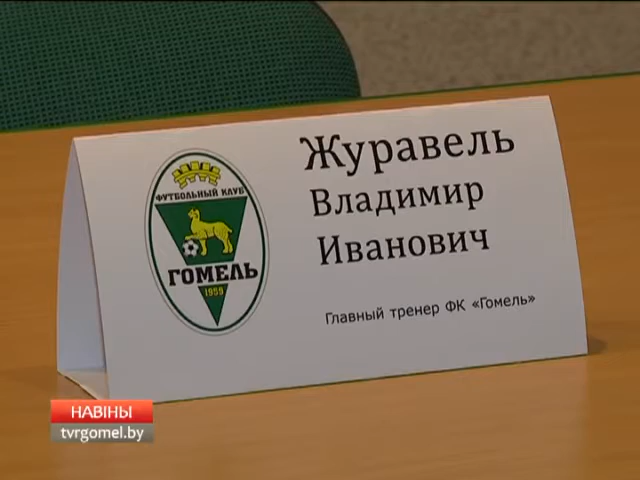 Журавель
Владимир
Иванович
Главный тренер ФК «Гомель»
ФУТБОЛЬНЫЙ КЛУБ
ГОМЕЛЬ
1959
НАВІНЫ
tvrgomel.by